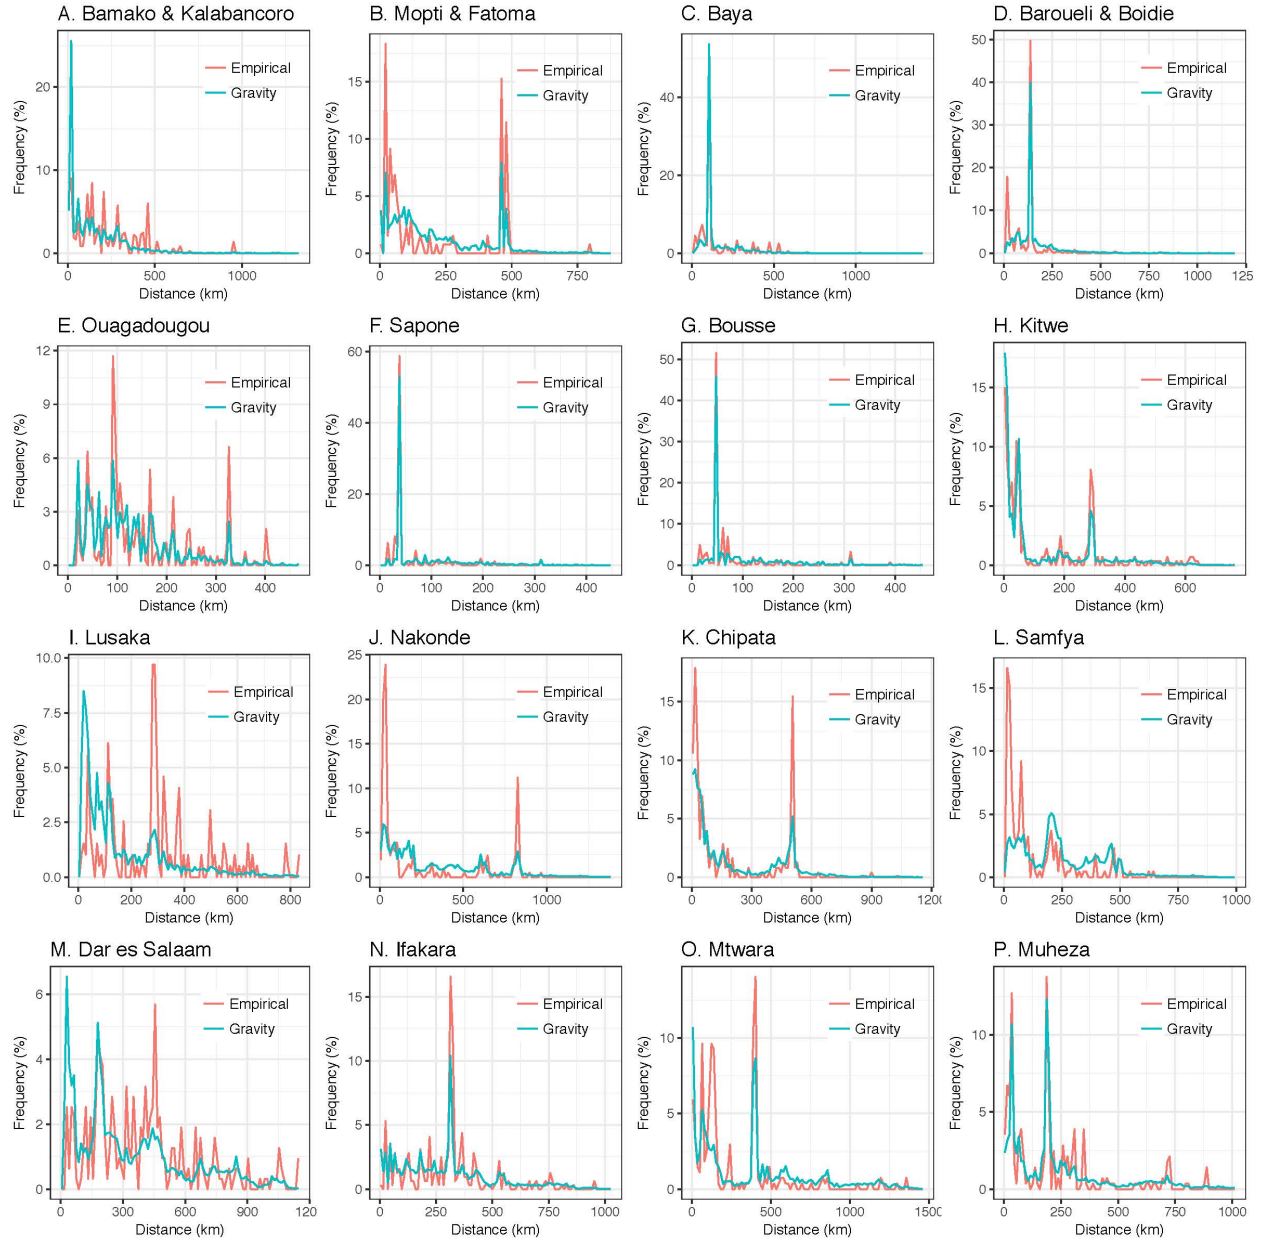 A. Bamako & Kalabancoro
Frequency (%)
20
10
0
Empirical
Gravity
0 500 1000
Distance (km)
B. Mopti & Fatoma
Frequency (%)
15
10
5
0
Empirical
Gravity
0 250 500 750
Distance (km)
C. Baya
Frequency (%)
40
20
0
Empirical
Gravity
0 500 1000
Distance (km)
D. Baroueli & Boidie
Frequency (%)
50
40
30
20
10
0
Empirical
Gravity
0 250 500 750 1000 125
Distance (km)
E. Ouagadougou
Frequency (%)
12
9
6
3
0
Empirical
Gravity
0 100 200 300 400
Distance (km)
F. Sapone
Frequency (%)
60
40
20
0
Empirical
Gravity
0 100 200 300 400
Distance (km)
G. Bousse
Frequency (%)
50
40
30
20
10
0
Empirical
Gravity
0 100 200 300 400
Distance (km)
H. Kitwe
Frequency (%)
15
10
5
0
Empirical
Gravity
0 200 400 600
Distance (km)
I. Lusaka
Frequency (%)
10.0
7.5
5.0
2.5
0.0
Empirical
Gravity
0 200 400 600 800
Distance (km)
J. Nakonde
Frequency (%)
25
20
15
10
5
0
Empirical
Gravity
0 500 1000
Distance (km)
K. Chipata
Frequency (%)
15
10
5
0
Empirical
Gravity
0 300 600 900 120
Distance (km)
L. Samfya
Frequency (%)
15
10
5
0
Empirical
Gravity
0 250 500 750 1000
Distance (km)
M. Dar es Salaam
Frequency (%)
6
4
2
0
Empirical
Gravity
0 300 600 900 120
Distance (km)
N. Ifakara
Frequency (%)
15
10
5
0
Empirical
Gravity
0 250 500 750 1000
Distance (km)
O. Mtwara
Frequency (%)
10
5
0
Empirical
Gravity
0 500 1000 150
Distance (km)
P. Muheza
Frequency (%)
10
5
0
Empirical
Gravity
0 250 500 750 1000
Distance (km)